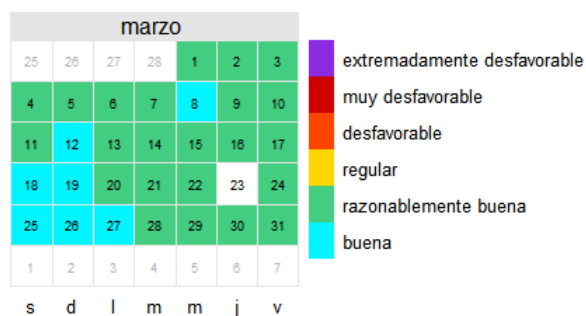 marzo
25 26 27 28 1 2 3
4 5 6 7 8 9 10
11 12 13 14 15 16 17
18 19 20 21 22 23 24
25 26 27 28 29 30 31
1 2 3 4 5 6 7
s d l m m j v
extremadamente desfavorable
muy desfavorable
desfavorable
regular
razonablemente buena
buena